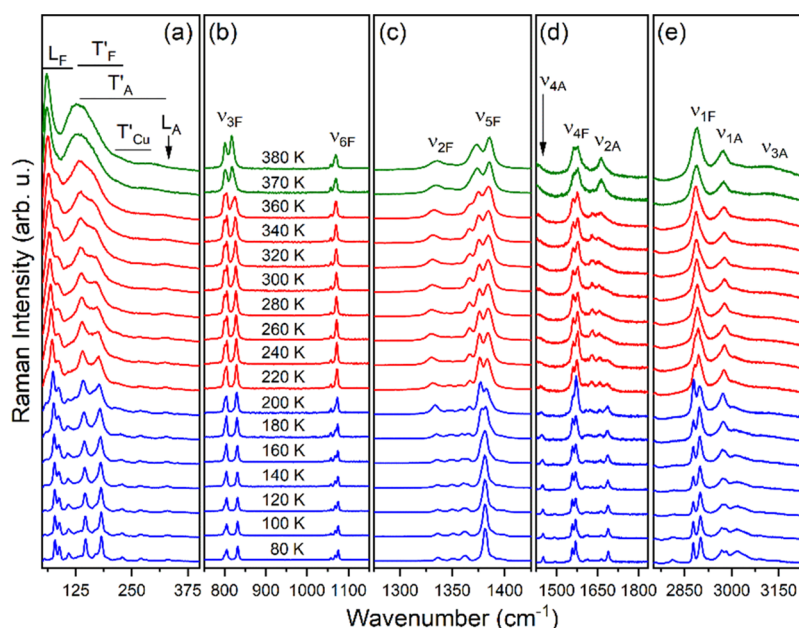 (a)
(b)
(c)
(d)
(e)
L_F
T'_F
T'_A
T'_Cu
L_A
ν_3F
ν_6F
ν_2F
ν_5F
ν_4A
ν_4F
ν_2A
ν_1F
ν_1A
ν_3A
380 K
370 K
360 K
340 K
320 K
300 K
280 K
260 K
240 K
220 K
200 K
180 K
160 K
140 K
120 K
100 K
80 K
Raman Intensity (arb. u.)
125 250 375
800 900 1000 1100
1300 1350 1400
1500 1650 1800
2850 3000 3150
Wavenumber (cm⁻¹)